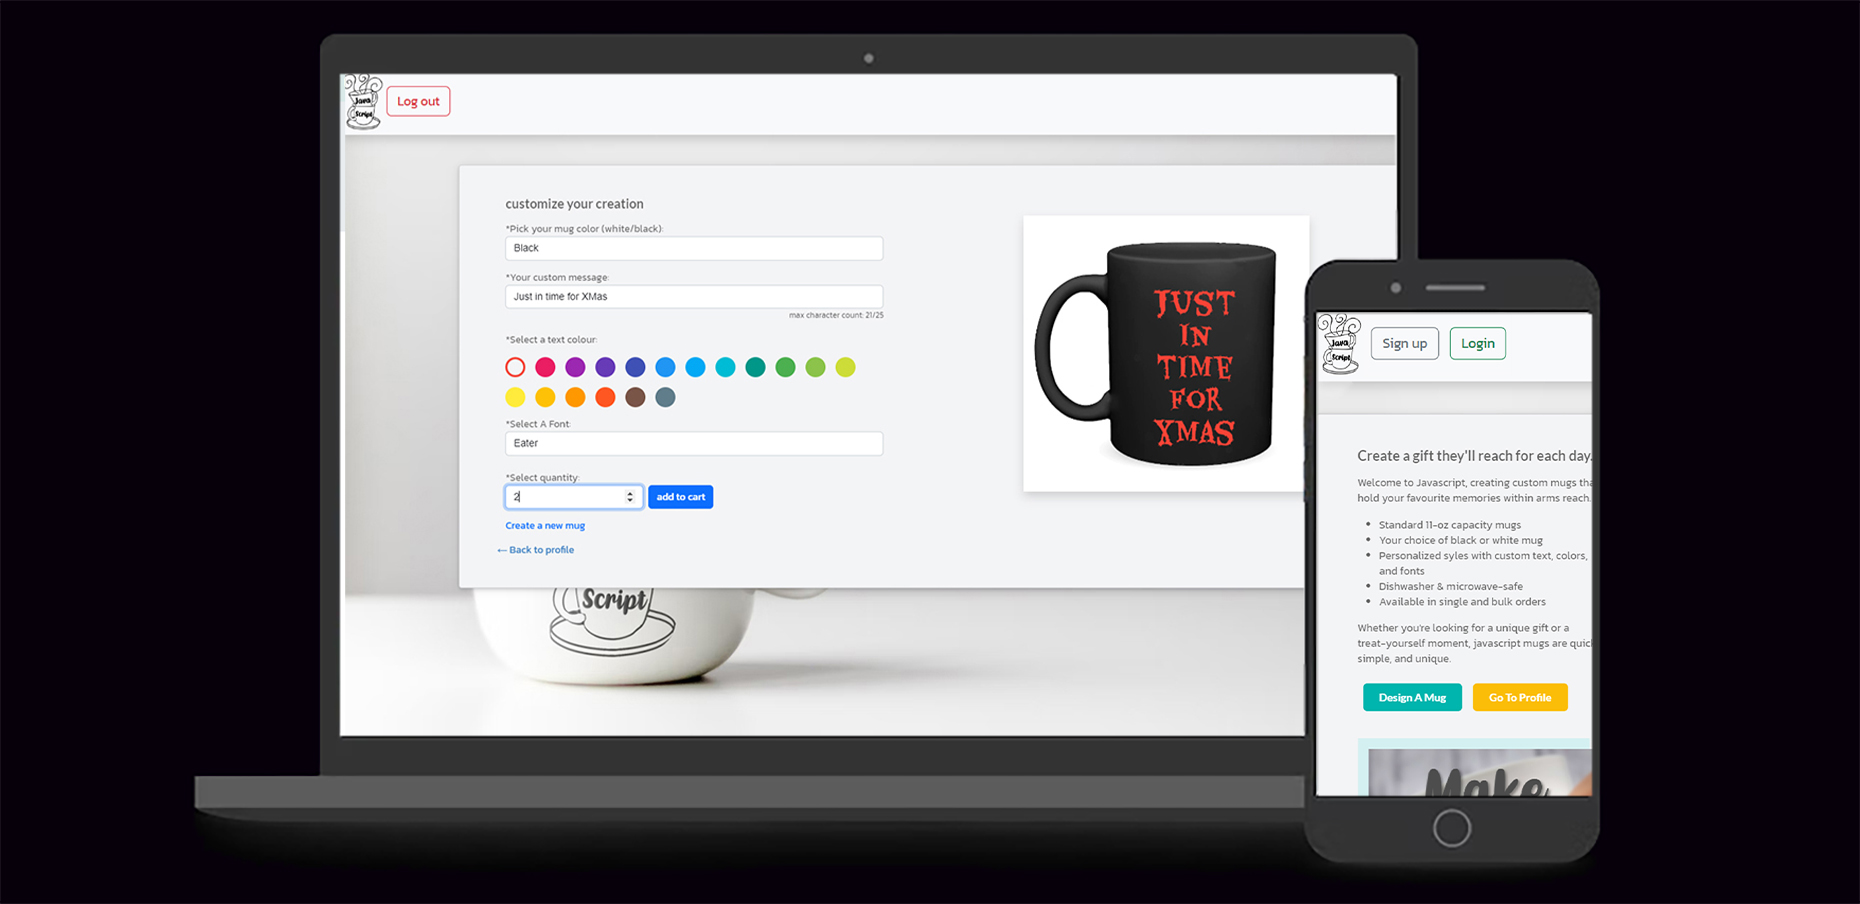 Java
Script
Log out
customize your creation
*Pick your mug color (white/black):
Black
*Your custom message:
Just in time for XMas
max character count: 21/25
*Select a text colour:
*Select A Font:
Eater
*Select quantity:
2
add to cart
Create a new mug
← Back to profile
JUST
IN
TIME
FOR
XMAS
Script
Java
Script
Sign up
Login
Create a gift they'll reach for each day.
Welcome to Javascript, creating custom mugs tha
hold your favourite memories within arms reach.
• Standard 11-oz capacity mugs
• Your choice of black or white mug
• Personalized syles with custom text, colors,
and fonts
• Dishwasher & microwave-safe
• Available in single and bulk orders
Whether you're looking for a unique gift or a
treat-yourself moment, javascript mugs are quic
simple, and unique.
Design A Mug
Go To Profile
Make